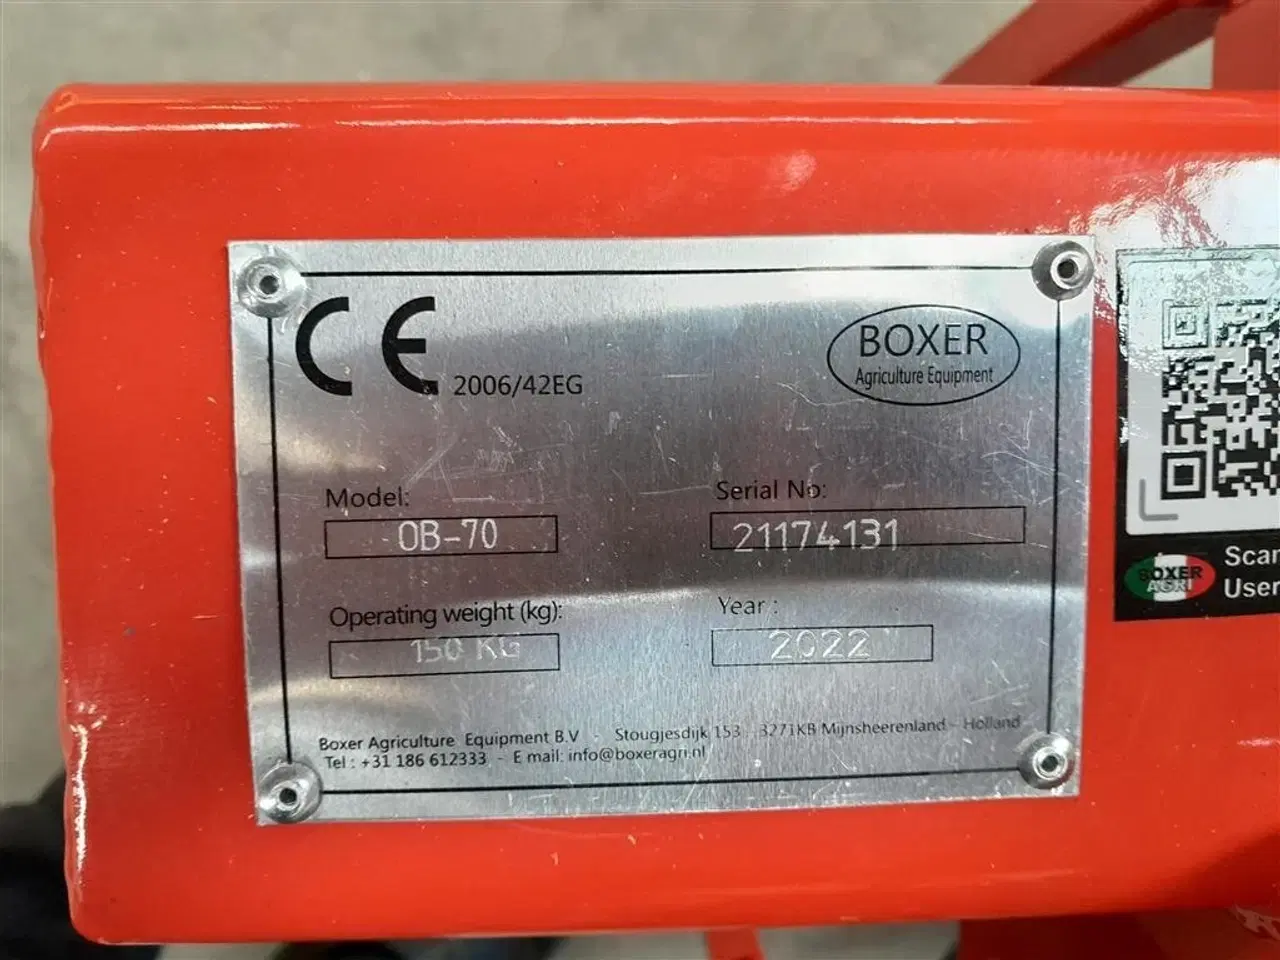 CE 2006/42EG
BOXER
Agriculture Equipment
Model:
OB-70
Serial No:
21174131
Operating weight (kg):
150 KG
Year :
2022
Boxer Agriculture Equipment B.V - Stougjesdijk 153 - 3271KB Mijnsheerenland - Holland
Tel : +31 186 612333 - E mail: info@boxeragri.nl
BOXER
AGRI
Scan
User